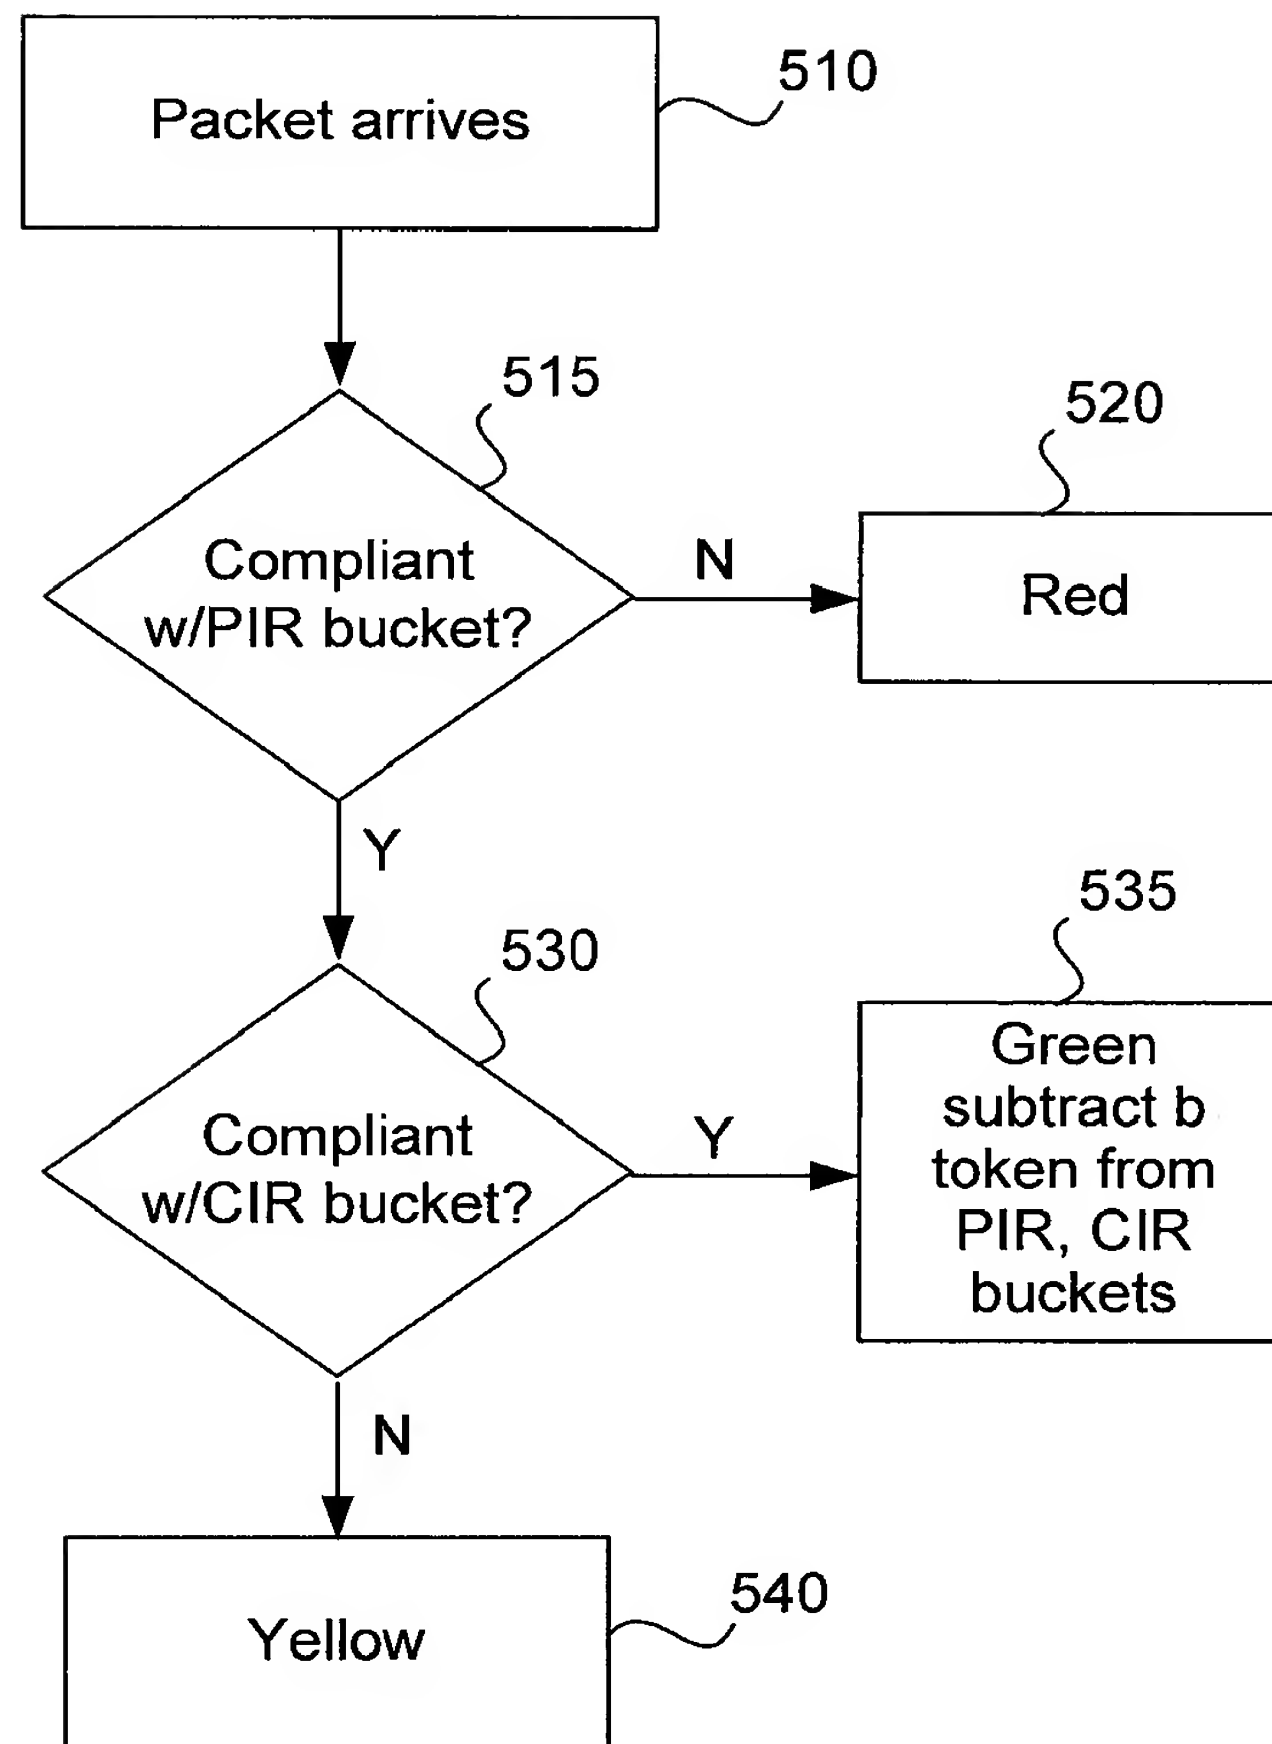 510
Packet arrives
515
520
Compliant
w/PIR bucket?
N
Red
Y
530
535
Compliant
w/CIR bucket?
Y
Green
subtract b
token from
PIR, CIR
buckets
N
540
Yellow